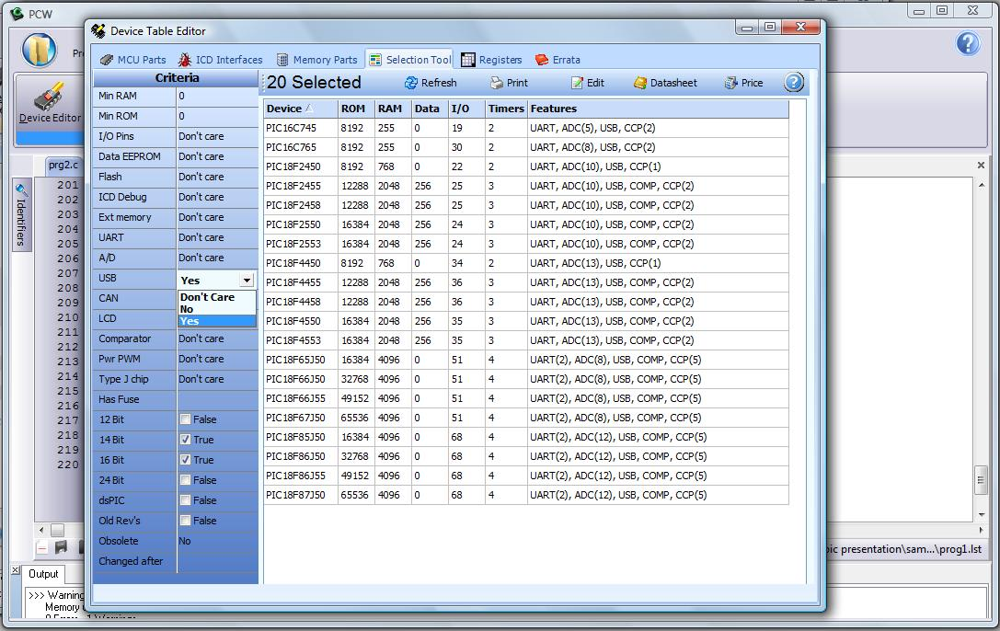 PCW
Device Table Editor
Pr
MCU Parts ICD Interfaces Memory Parts Selection Tool Registers Errata
Criteria
20 Selected Refresh Print Edit Datasheet Price
Device Editor
prg2.c
Identifiers
201
202
203
204
205
206
207
208
209
210
211
212
213
214
215
216
217
218
219
220
Min RAM 0
Min ROM 0
I/O Pins Don't care
Data EEPROM Don't care
Flash Don't care
ICD Debug Don't care
Ext memory Don't care
UART Don't care
A/D Don't care
USB Yes
CAN
LCD
Don't Care
No
Yes
Comparator Don't care
Pwr PWM Don't care
Type J chip Don't care
Has Fuse
12 Bit False
14 Bit True
16 Bit True
24 Bit False
dsPIC False
Old Rev's False
Obsolete No
Changed after
Device ROM RAM Data I/O Timers Features
PIC16C745 8192 255 0 19 2 UART, ADC(5), USB, CCP(2)
PIC16C765 8192 255 0 30 2 UART, ADC(8), USB, CCP(2)
PIC18F2450 8192 768 0 22 2 UART, ADC(10), USB, CCP(1)
PIC18F2455 12288 2048 256 25 3 UART, ADC(10), USB, COMP, CCP(2)
PIC18F2458 12288 2048 256 25 3 UART, ADC(10), USB, COMP, CCP(2)
PIC18F2550 16384 2048 256 24 3 UART, ADC(10), USB, COMP, CCP(2)
PIC18F2553 16384 2048 256 24 3 UART, ADC(10), USB, COMP, CCP(2)
PIC18F4450 8192 768 0 34 2 UART, ADC(13), USB, CCP(1)
PIC18F4455 12288 2048 256 36 3 UART, ADC(13), USB, COMP, CCP(2)
PIC18F4458 12288 2048 256 36 3 UART, ADC(13), USB, COMP, CCP(2)
PIC18F4550 16384 2048 256 35 3 UART, ADC(13), USB, COMP, CCP(2)
PIC18F4553 16384 2048 256 35 3 UART, ADC(13), USB, COMP, CCP(2)
PIC18F65J50 16384 4096 0 51 4 UART(2), ADC(8), USB, COMP, CCP(5)
PIC18F66J50 32768 4096 0 51 4 UART(2), ADC(8), USB, COMP, CCP(5)
PIC18F66J55 49152 4096 0 51 4 UART(2), ADC(8), USB, COMP, CCP(5)
PIC18F67J50 65536 4096 0 51 4 UART(2), ADC(8), USB, COMP, CCP(5)
PIC18F85J50 16384 4096 0 68 4 UART(2), ADC(12), USB, COMP, CCP(5)
PIC18F86J50 32768 4096 0 68 4 UART(2), ADC(12), USB, COMP, CCP(5)
PIC18F86J55 49152 4096 0 68 4 UART(2), ADC(12), USB, COMP, CCP(5)
PIC18F87J50 65536 4096 0 68 4 UART(2), ADC(12), USB, COMP, CCP(5)
pic presentation\sam...\prog1.lst
Output
>>> Warning
Memory